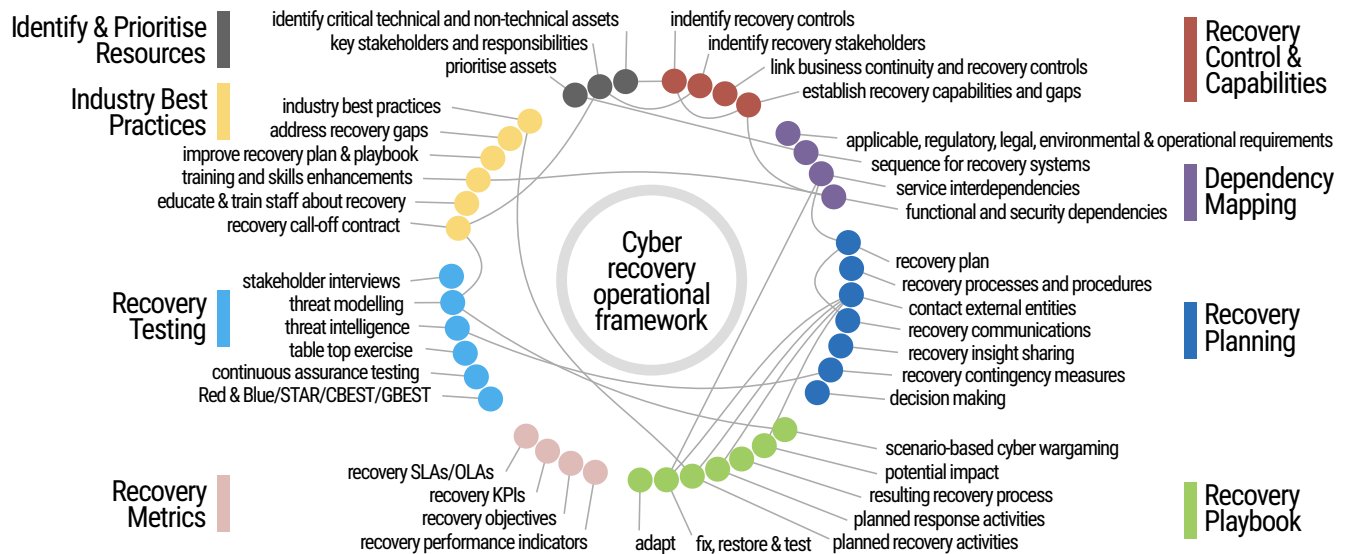 Identify & Prioritise
Resources
identify critical technical and non-technical assets
key stakeholders and responsibilities
prioritise assets
indentify recovery controls
indentify recovery stakeholders
link business continuity and recovery controls
establish recovery capabilities and gaps
Recovery
Control &
Capabilities
Industry Best
Practices
industry best practices
address recovery gaps
improve recovery plan & playbook
training and skills enhancements
educate & train staff about recovery
recovery call-off contract
applicable, regulatory, legal, environmental & operational requirements
sequence for recovery systems
service interdependencies
functional and security dependencies
Dependency
Mapping
Cyber
recovery
operational
framework
Recovery
Testing
stakeholder interviews
threat modelling
threat intelligence
table top exercise
continuous assurance testing
Red & Blue/STAR/CBEST/GBEST
recovery plan
recovery processes and procedures
contact external entities
recovery communications
recovery insight sharing
recovery contingency measures
decision making
Recovery
Planning
Recovery
Metrics
recovery SLAs/OLAs
recovery KPIs
recovery objectives
recovery performance indicators
scenario-based cyber wargaming
potential impact
resulting recovery process
planned response activities
planned recovery activities
fix, restore & test
adapt
Recovery
Playbook